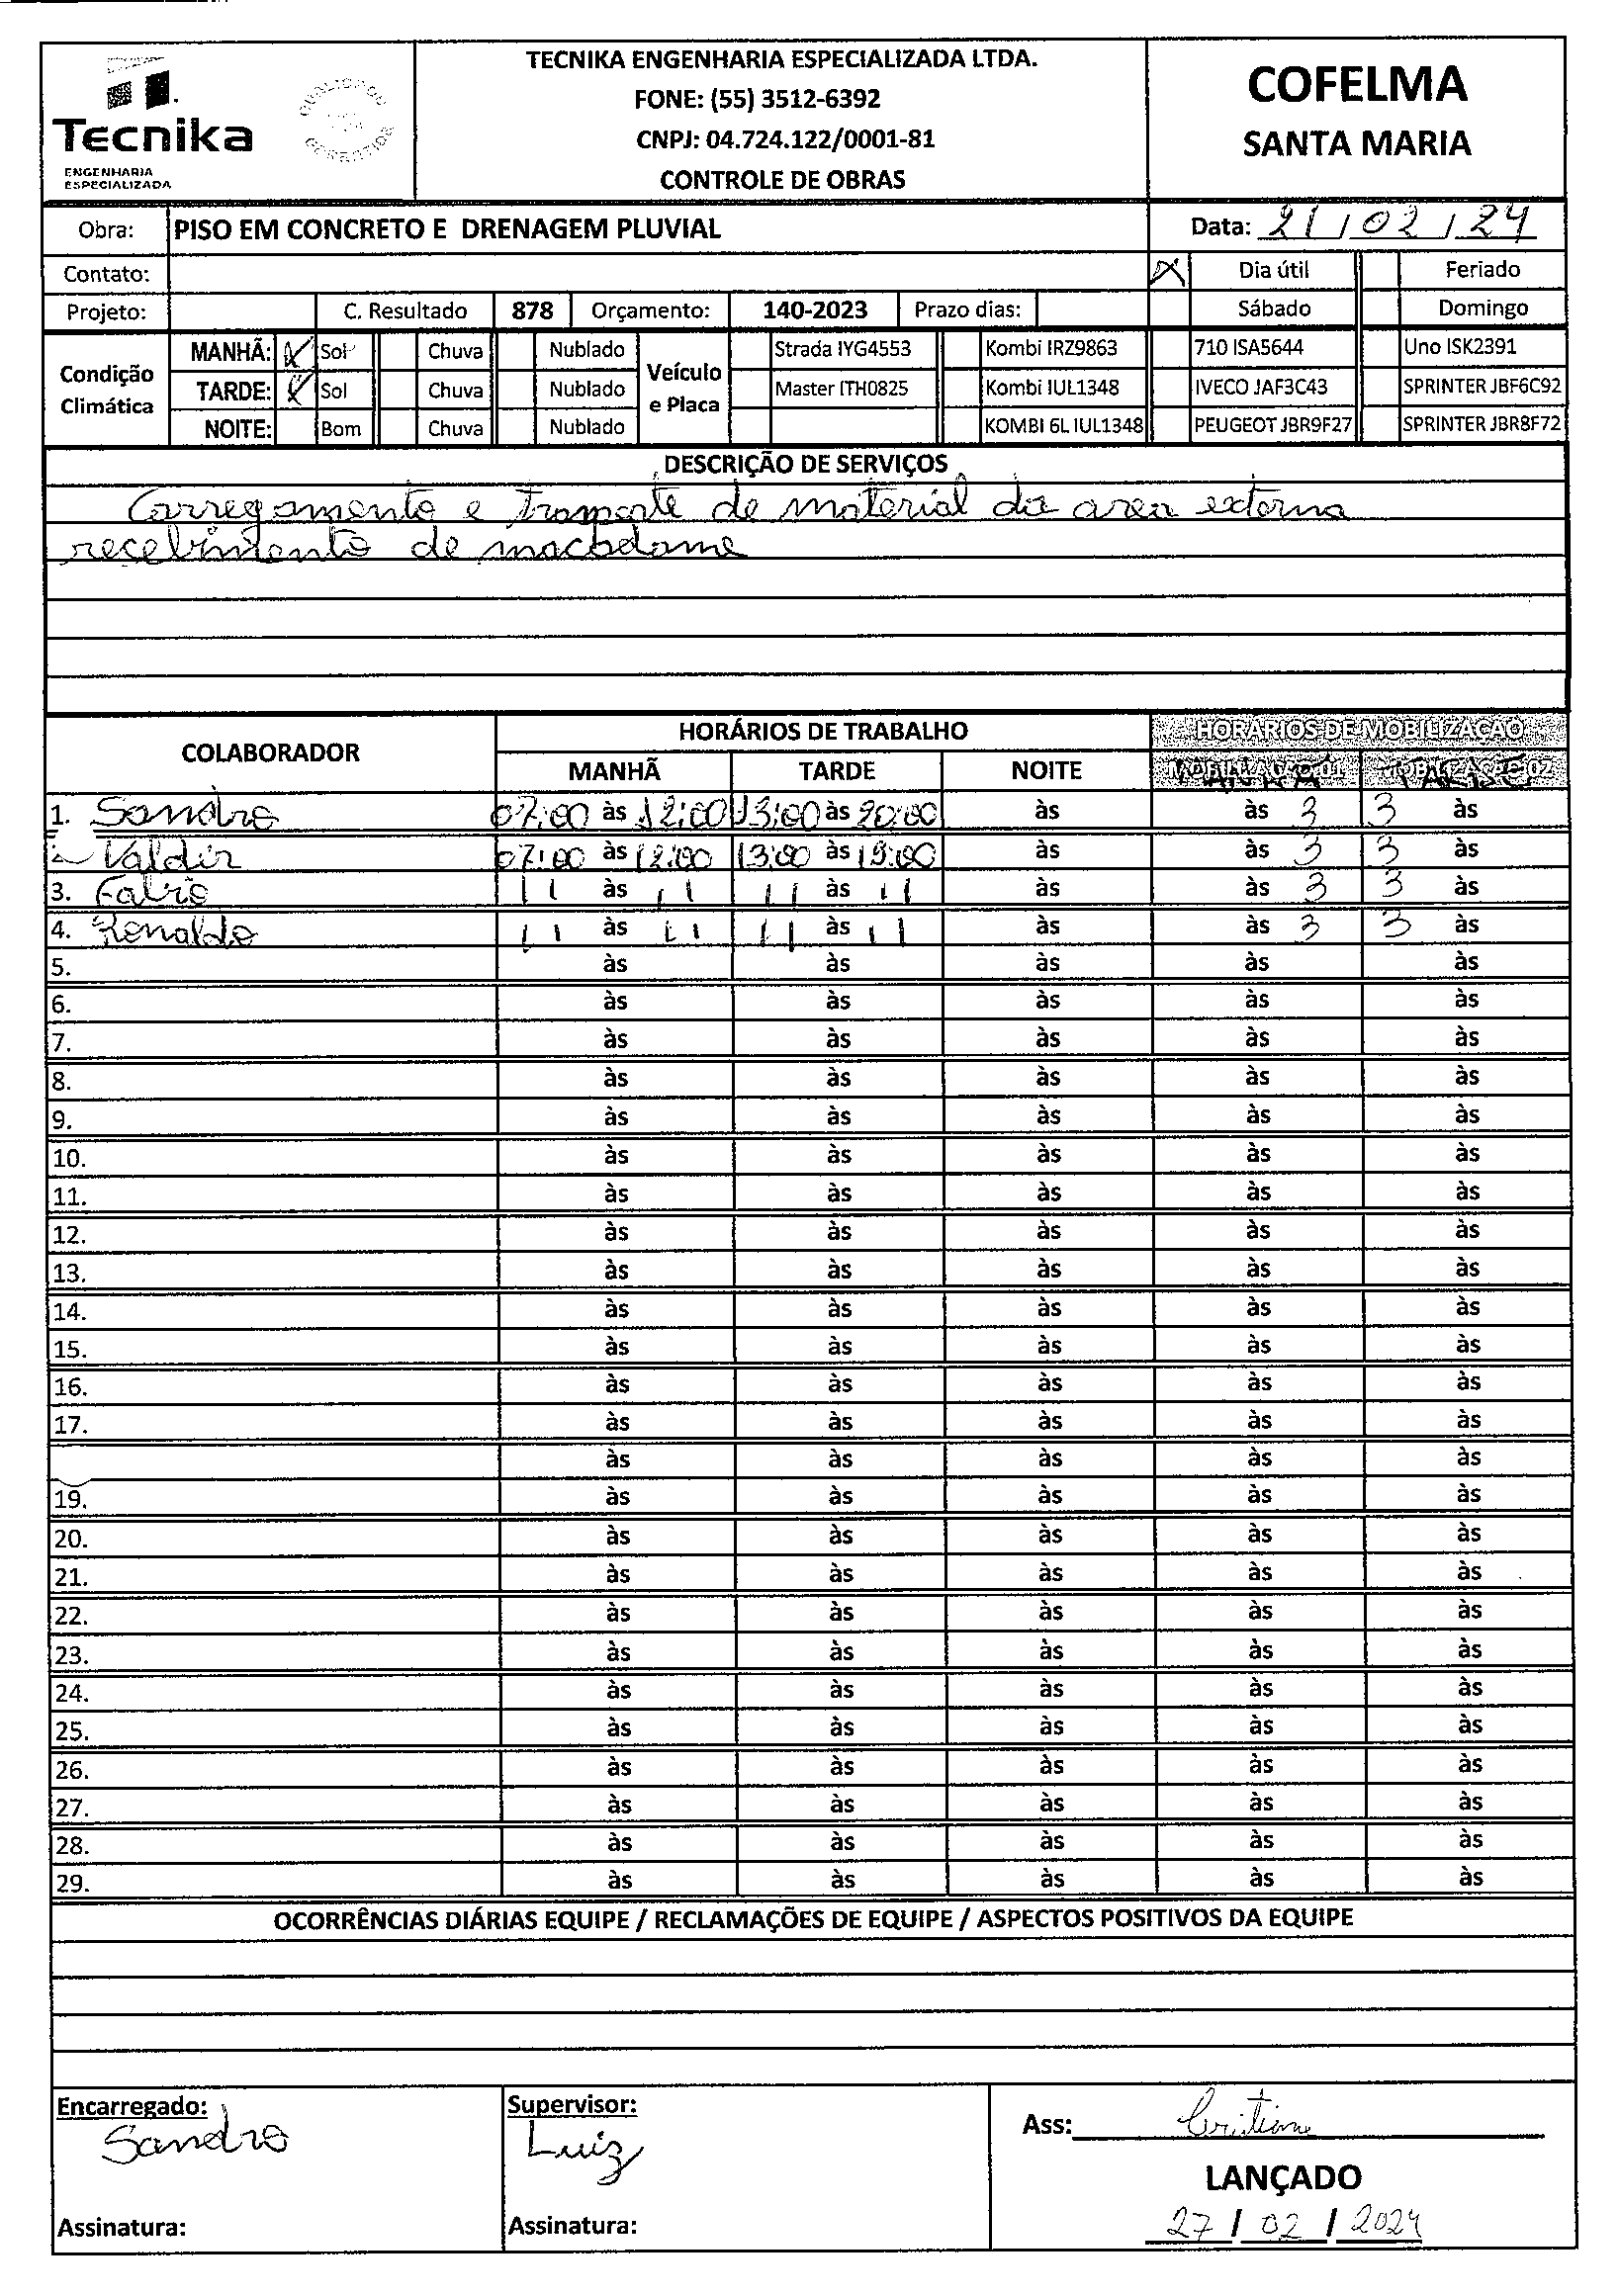 Tecnika
ENGENHARIA
ESPECIALIZADA
TECNIKA ENGENHARIA ESPECIALIZADA LTDA.
FONE: (55) 3512-6392
CNPJ: 04.724.122/0001-81
CONTROLE DE OBRAS
COFELMA
SANTA MARIA
Obra: PISO EM CONCRETO E DRENAGEM PLUVIAL Data: 21/02/24
Contato: X Dia útil Feriado
Projeto: C. Resultado 878 Orçamento: 140-2023 Prazo dias: Sábado Domingo
Condição Climática
MANHÃ: X Sol Chuva Nublado
TARDE: X Sol Chuva Nublado
NOITE: Bom Chuva Nublado
Veículo e Placa
Strada IYG4553 Kombi IRZ9863 710 ISA5644 Uno ISK2391
Master ITH0825 Kombi IUL1348 IVECO JAF3C43 SPRINTER JBF6C92
KOMBI 6L IUL1348 PEUGEOT JBR9F27 SPRINTER JBR8F72
DESCRIÇÃO DE SERVIÇOS
Carregamento e de material da area externa
recebimento de macadame
COLABORADOR HORÁRIOS DE TRABALHO HORÁRIOS DE MOBILIZAÇÃO
MANHÃ TARDE NOITE
1. Sandro 07:00 às 12:00 13:00 às 20:00 às às 3 3 às
Valdir 07:00 às 12:00 13:00 às 19:00 às às 3 3 às
3. Fabio 11 às 11 11 às 11 às às 3 3 às
4. Ronaldo 11 às 11 11 às 11 às às 3 3 às
5. às às às às às
6. às às às às às
7. às às às às às
8. às às às às às
9. às às às às às
10. às às às às às
11. às às às às às
12. às às às às às
13. às às às às às
14. às às às às às
15. às às às às às
16. às às às às às
17. às às às às às
às às às às às
19. às às às às às
20. às às às às às
21. às às às às às
22. às às às às às
23. às às às às às
24. às às às às às
25. às às às às às
26. às às às às às
27. às às às às às
28. às às às às às
29. às às às às às
OCORRÊNCIAS DIÁRIAS EQUIPE / RECLAMAÇÕES DE EQUIPE / ASPECTOS POSITIVOS DA EQUIPE
Encarregado:
Sandro
Assinatura:
Supervisor:
Luiz
Assinatura:
Ass: Cristiane
LANÇADO
27/02/2024